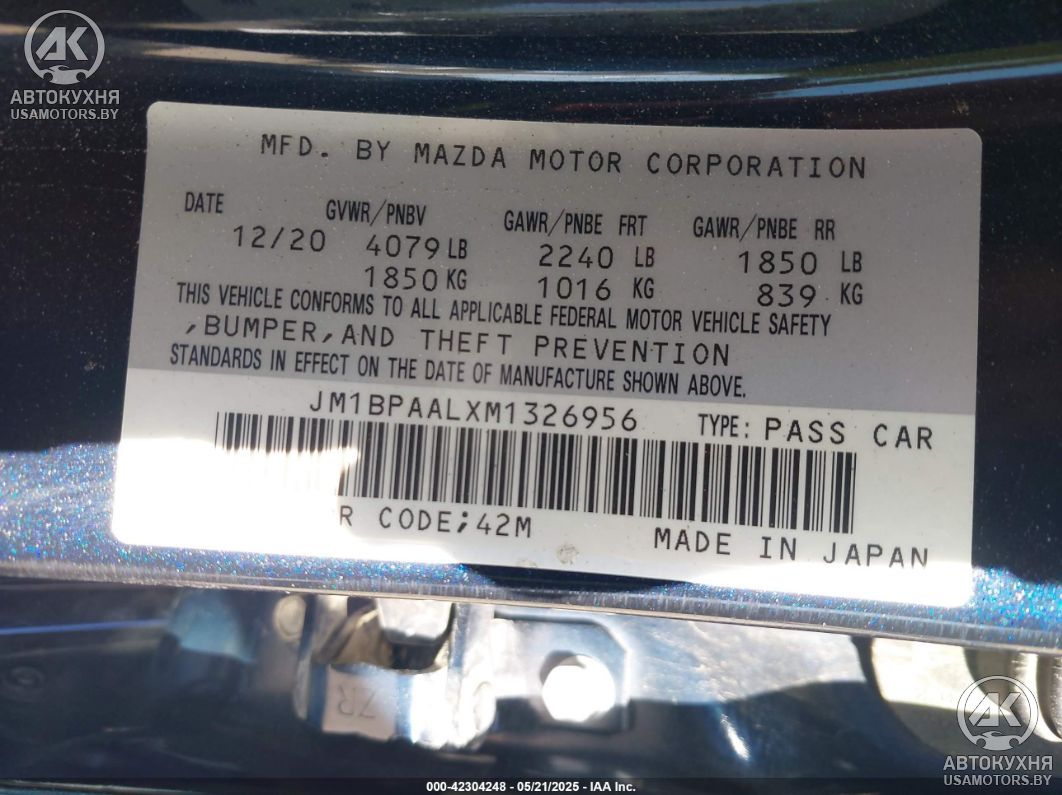 AK
АВТОКУХНЯ
USAMOTORS.BY
MFD. BY MAZDA MOTOR CORPORATION
DATE GVWR/PNBV GAWR/PNBE FRT GAWR/PNBE RR
12/20 4079 LB 2240 LB 1850 LB
1850 KG 1016 KG 839 KG
THIS VEHICLE CONFORMS TO ALL APPLICABLE FEDERAL MOTOR VEHICLE SAFETY
,BUMPER,AND THEFT PREVENTION
STANDARDS IN EFFECT ON THE DATE OF MANUFACTURE SHOWN ABOVE.
JM1BPAALXM1326956 TYPE: PASS CAR
R CODE;42M MADE IN JAPAN
7R
AK
АВТОКУХНЯ
USAMOTORS.BY
000-42304248 - 05/21/2025 - IAA Inc.